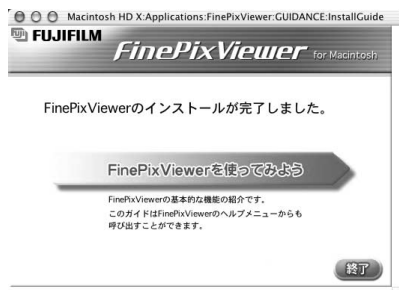 Macintosh HD X:Applications:FinePixViewer:GUIDANCE:InstallGuide
FUJIFILM
FinePixViewer for Macintosh
FinePixViewerのインストールが完了しました。
FinePixViewerを使ってみよう
FinePixViewerの基本的な機能の紹介です。
このガイドはFinePixViewerのヘルプメニューからも
呼び出すことができます。
終了